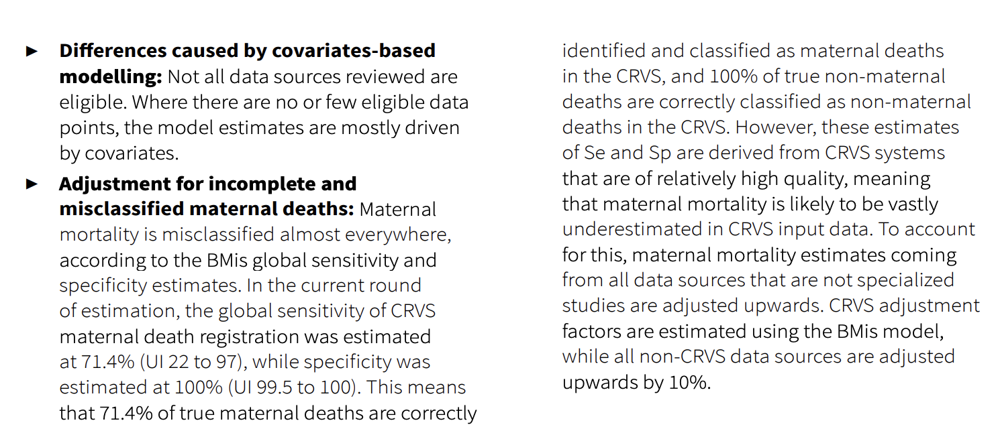 ► Differences caused by covariates-based
modelling: Not all data sources reviewed are
eligible. Where there are no or few eligible data
points, the model estimates are mostly driven
by covariates.
► Adjustment for incomplete and
misclassified maternal deaths: Maternal
mortality is misclassified almost everywhere,
according to the BMis global sensitivity and
specificity estimates. In the current round
of estimation, the global sensitivity of CRVS
maternal death registration was estimated
at 71.4% (UI 22 to 97), while specificity was
estimated at 100% (UI 99.5 to 100). This means
that 71.4% of true maternal deaths are correctly
identified and classified as maternal deaths
in the CRVS, and 100% of true non-maternal
deaths are correctly classified as non-maternal
deaths in the CRVS. However, these estimates
of Se and Sp are derived from CRVS systems
that are of relatively high quality, meaning
that maternal mortality is likely to be vastly
underestimated in CRVS input data. To account
for this, maternal mortality estimates coming
from all data sources that are not specialized
studies are adjusted upwards. CRVS adjustment
factors are estimated using the BMis model,
while all non-CRVS data sources are adjusted
upwards by 10%.